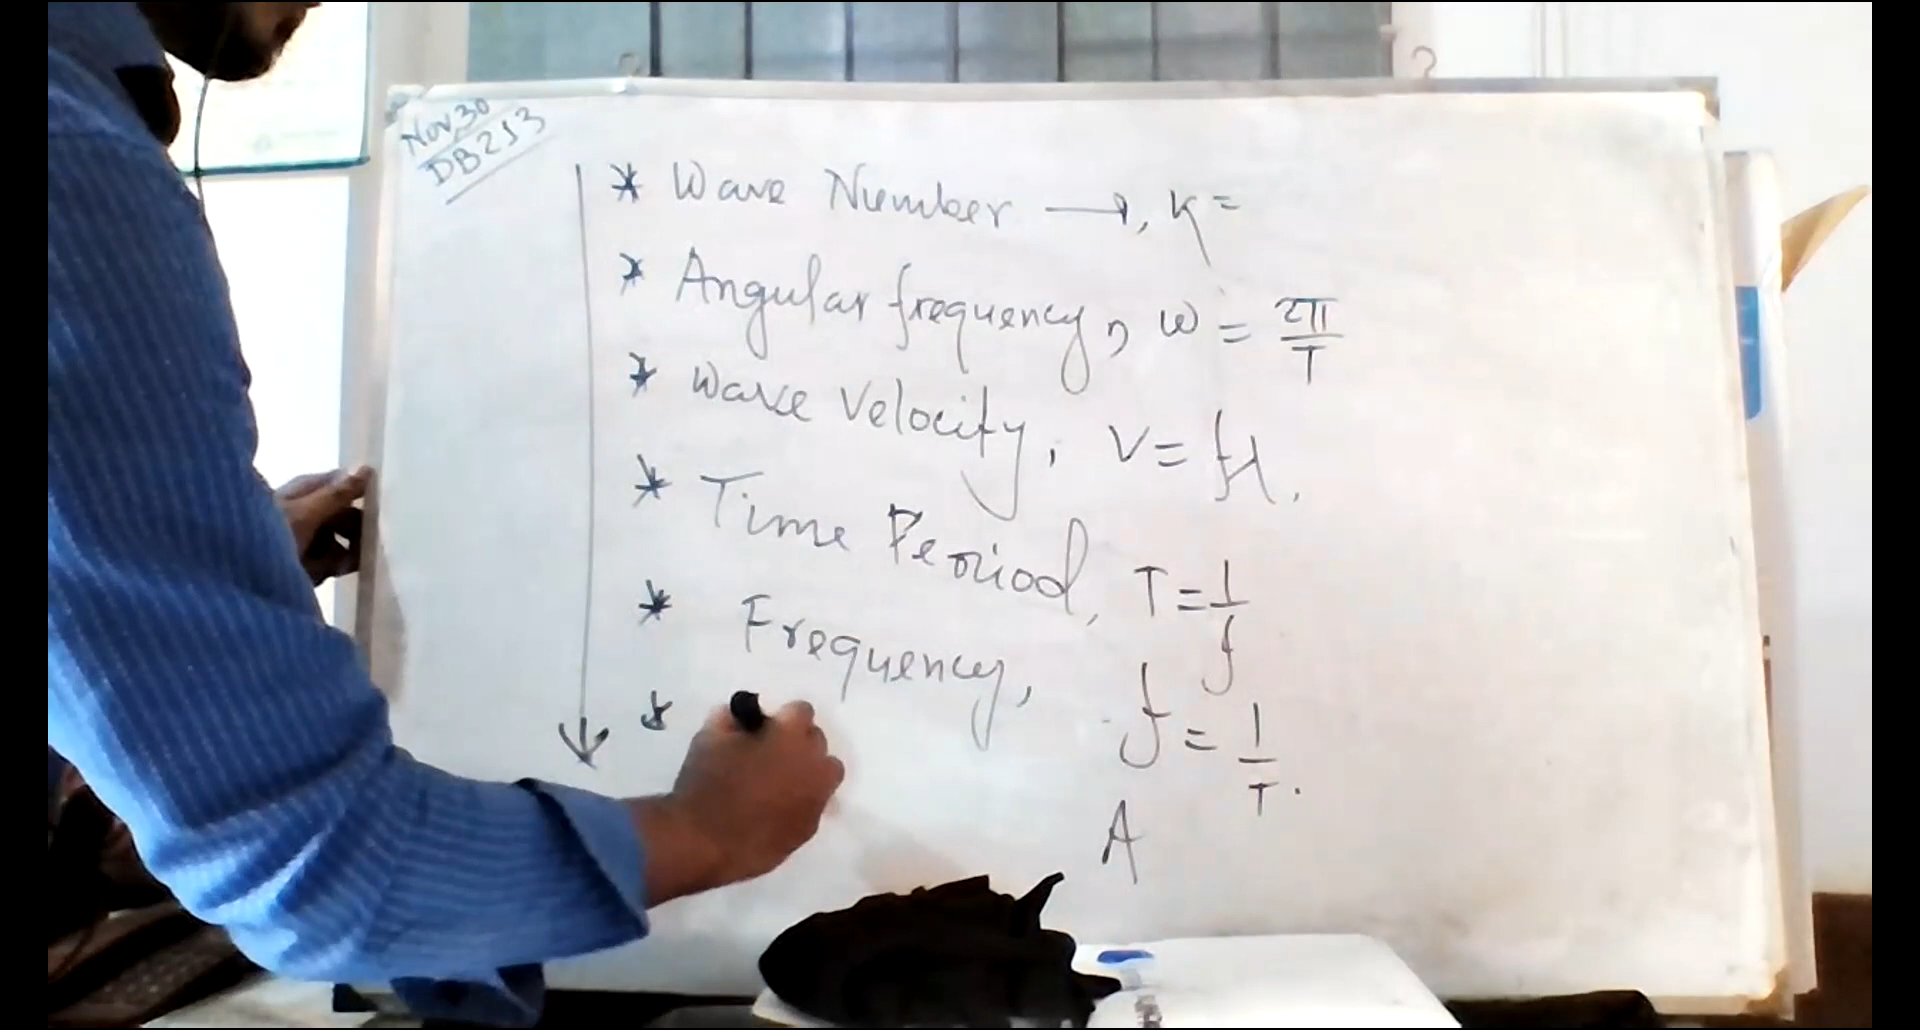 Nov,30
DB213
* Wave Number →, K =
* Angular frequency, ω = 2π/T
* Wave Velocity, V = fλ.
* Time Period, T = 1/f
* Frequency, f = 1/T.
*
A